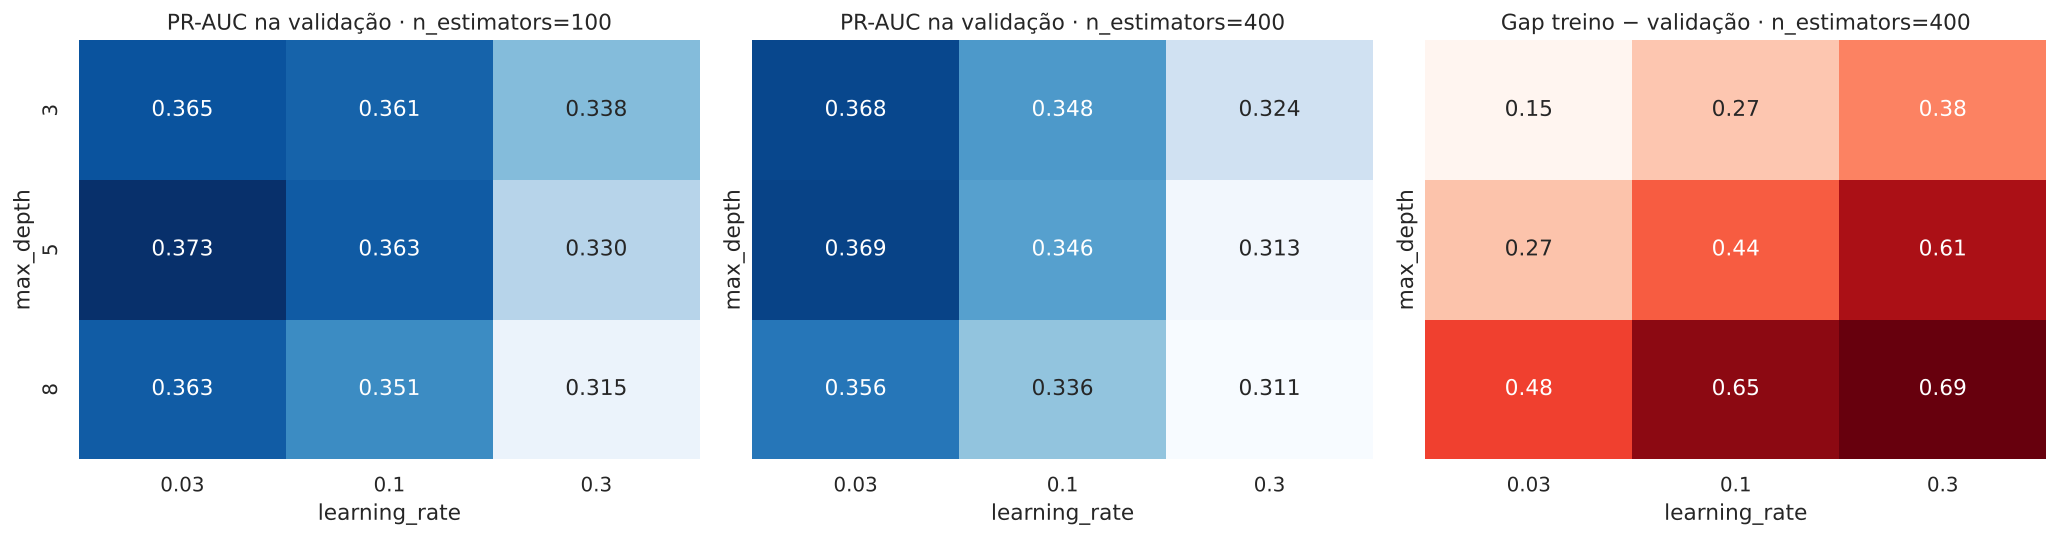 PR-AUC na validação · n_estimators=100
max_depth
3
0.365 0.361 0.338
5
0.373 0.363 0.330
8
0.363 0.351 0.315
0.03 0.1 0.3
learning_rate
PR-AUC na validação · n_estimators=400
max_depth
0.368 0.348 0.324
0.369 0.346 0.313
0.356 0.336 0.311
0.03 0.1 0.3
learning_rate
Gap treino − validação · n_estimators=400
max_depth
0.15 0.27 0.38
0.27 0.44 0.61
0.48 0.65 0.69
0.03 0.1 0.3
learning_rate